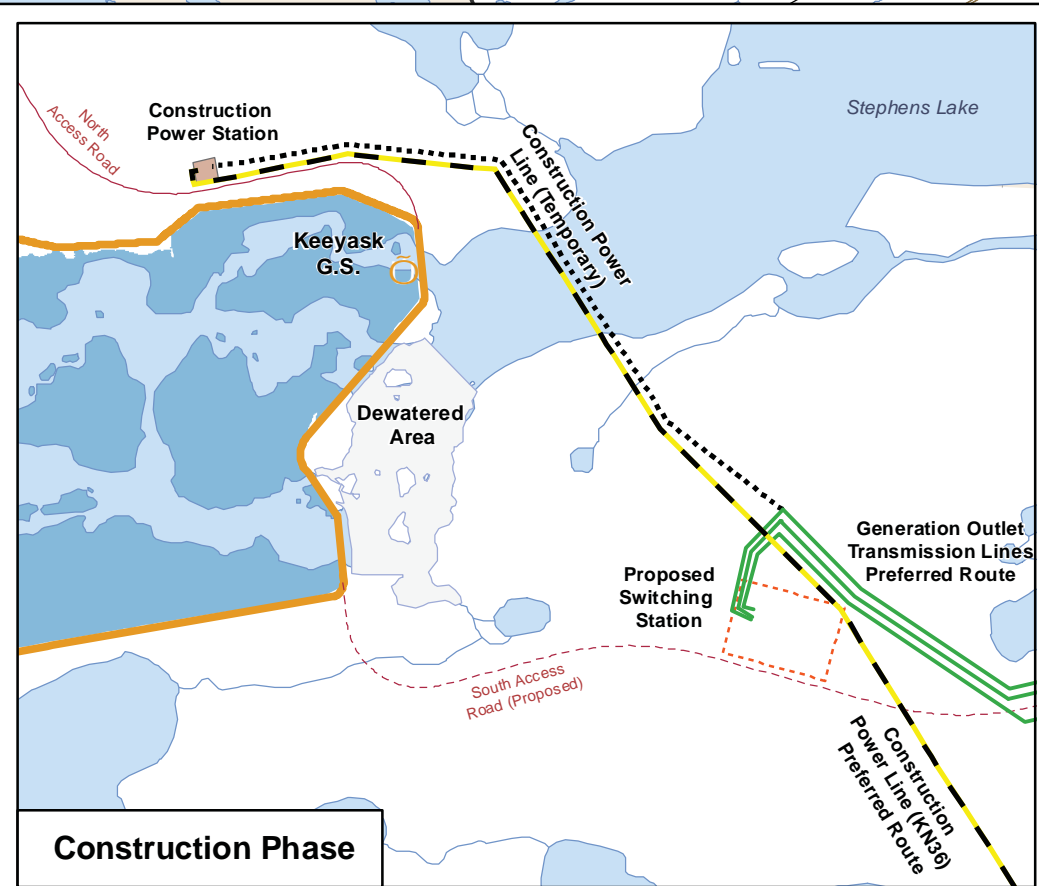 Stephens Lake
Construction
Power Station
North
Access Road
Construction Power
Line (Temporary)
Keeyask
G.S.
Dewatered
Area
Generation Outlet
Transmission Lines
Preferred Route
Proposed
Switching
Station
South Access
Road (Proposed)
Construction
Power Line (KN36)
Preferred Route
Construction Phase